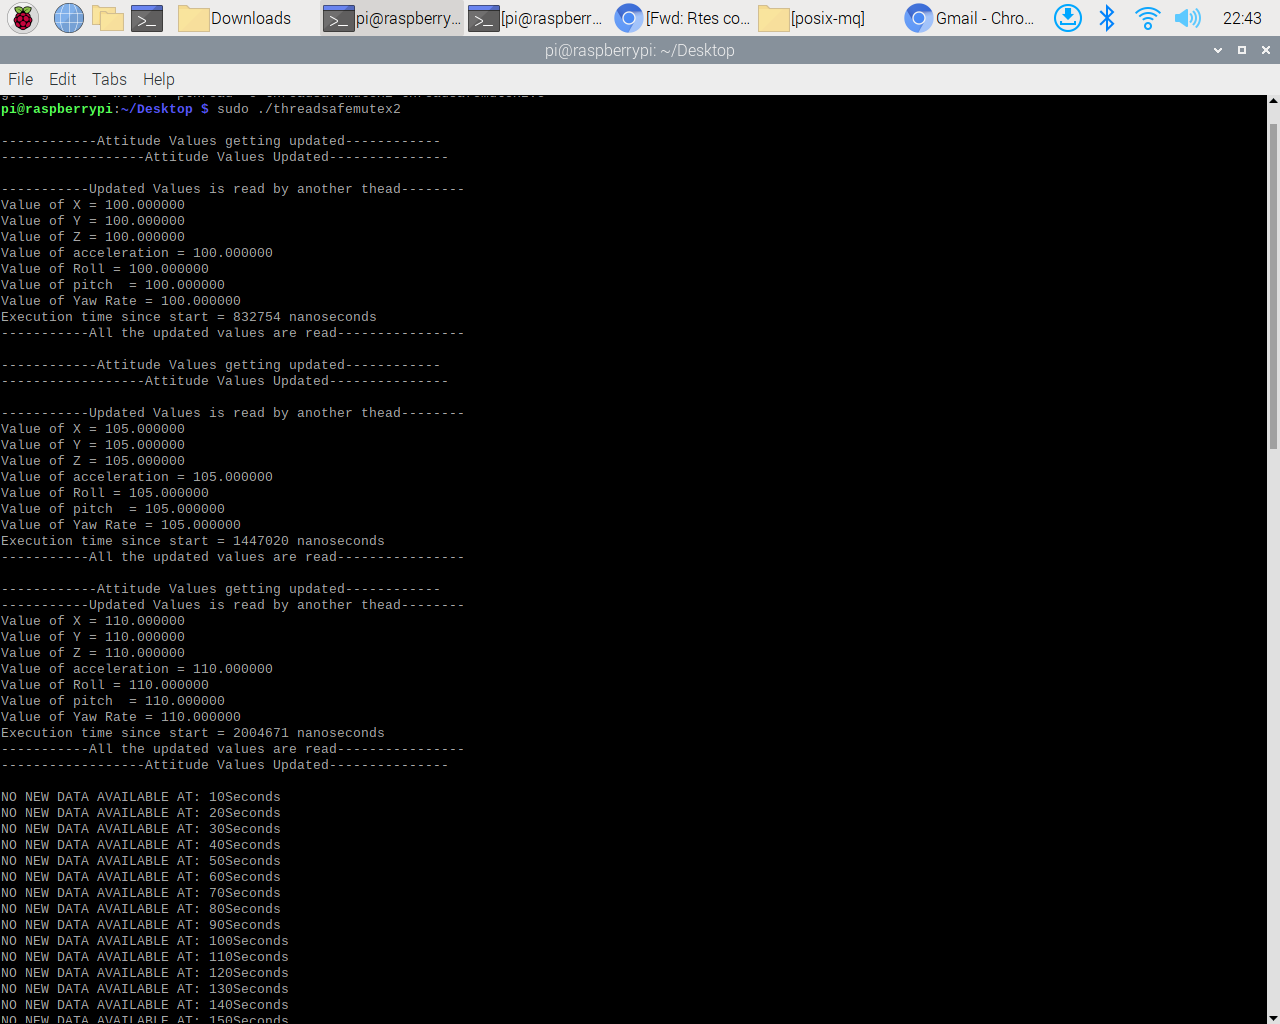 Downloads
pi@raspberry...
[pi@raspberr...
[Fwd: Rtes co...
[posix-mq]
Gmail - Chro...
22:43
pi@raspberrypi: ~/Desktop
File Edit Tabs Help
pi@raspberrypi:~/Desktop $ sudo ./threadsafemutex2
------------Attitude Values getting updated------------
------------------Attitude Values Updated---------------
-----------Updated Values is read by another thead--------
Value of X = 100.000000
Value of Y = 100.000000
Value of Z = 100.000000
Value of acceleration = 100.000000
Value of Roll = 100.000000
Value of pitch  = 100.000000
Value of Yaw Rate = 100.000000
Execution time since start = 832754 nanoseconds
-----------All the updated values are read----------------
------------Attitude Values getting updated------------
------------------Attitude Values Updated---------------
-----------Updated Values is read by another thead--------
Value of X = 105.000000
Value of Y = 105.000000
Value of Z = 105.000000
Value of acceleration = 105.000000
Value of Roll = 105.000000
Value of pitch  = 105.000000
Value of Yaw Rate = 105.000000
Execution time since start = 1447020 nanoseconds
-----------All the updated values are read----------------
------------Attitude Values getting updated------------
-----------Updated Values is read by another thead--------
Value of X = 110.000000
Value of Y = 110.000000
Value of Z = 110.000000
Value of acceleration = 110.000000
Value of Roll = 110.000000
Value of pitch  = 110.000000
Value of Yaw Rate = 110.000000
Execution time since start = 2004671 nanoseconds
-----------All the updated values are read----------------
------------------Attitude Values Updated---------------
NO NEW DATA AVAILABLE AT: 10Seconds
NO NEW DATA AVAILABLE AT: 20Seconds
NO NEW DATA AVAILABLE AT: 30Seconds
NO NEW DATA AVAILABLE AT: 40Seconds
NO NEW DATA AVAILABLE AT: 50Seconds
NO NEW DATA AVAILABLE AT: 60Seconds
NO NEW DATA AVAILABLE AT: 70Seconds
NO NEW DATA AVAILABLE AT: 80Seconds
NO NEW DATA AVAILABLE AT: 90Seconds
NO NEW DATA AVAILABLE AT: 100Seconds
NO NEW DATA AVAILABLE AT: 110Seconds
NO NEW DATA AVAILABLE AT: 120Seconds
NO NEW DATA AVAILABLE AT: 130Seconds
NO NEW DATA AVAILABLE AT: 140Seconds
NO NEW DATA AVAILABLE AT: 150Seconds